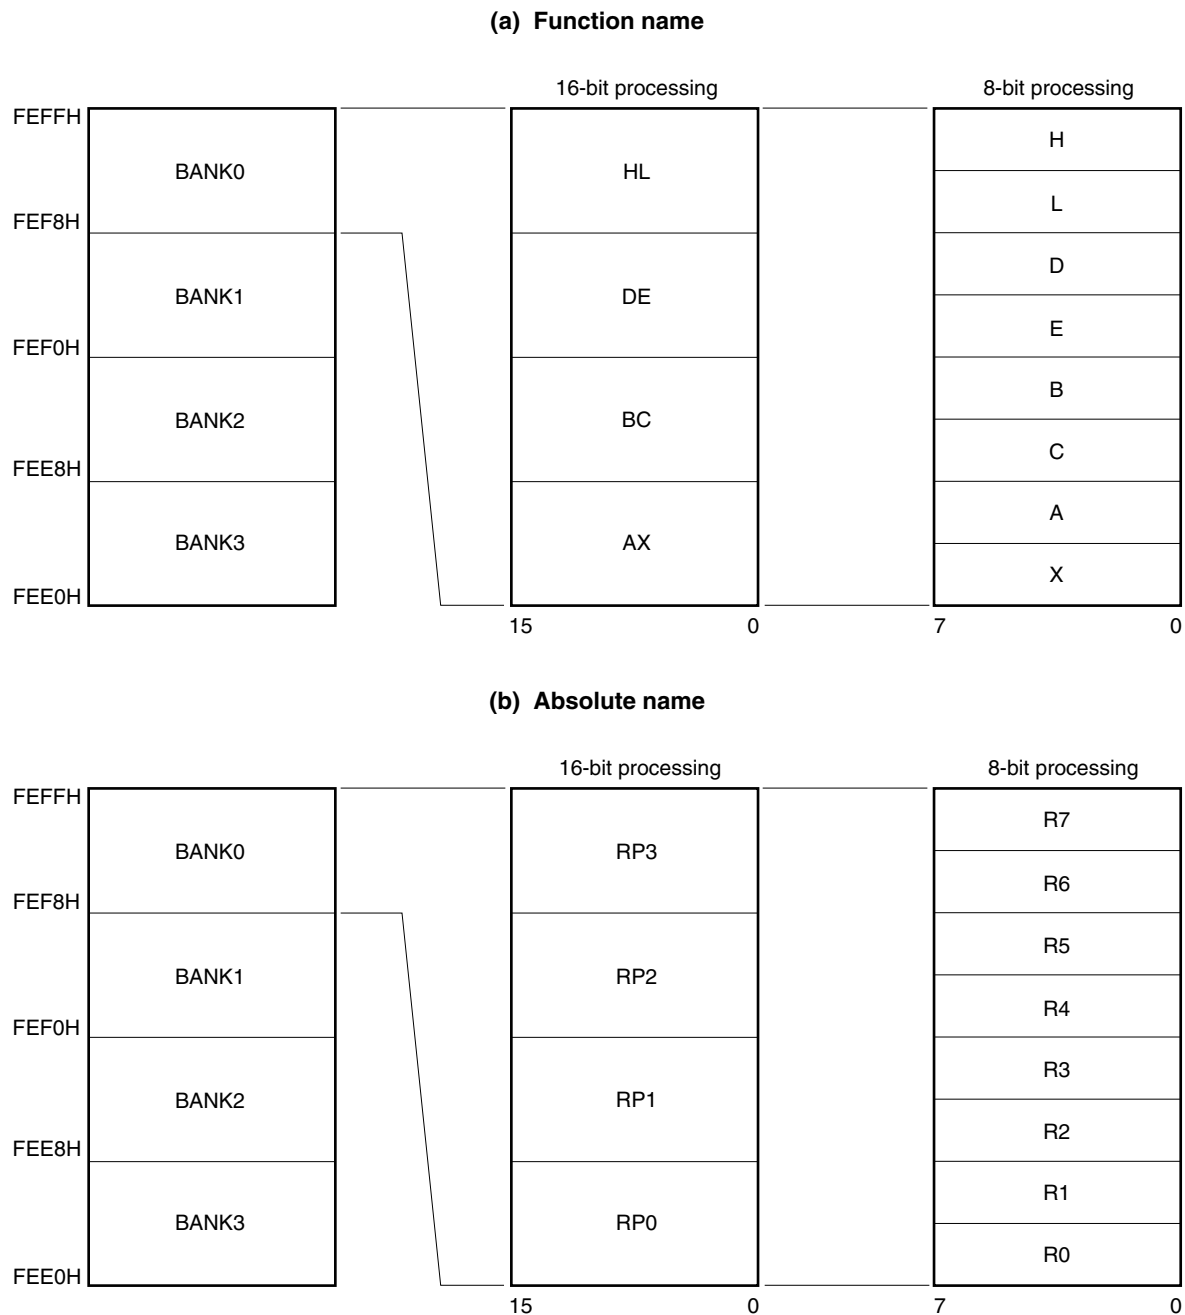 (a) Function name
16-bit processing 8-bit processing
FEFFH
BANK0 HL H
L
FEF8H
BANK1 DE D
E
FEF0H
BANK2 BC B
C
FEE8H
BANK3 AX A
X
FEE0H
15 0 7 0
(b) Absolute name
16-bit processing 8-bit processing
FEFFH
BANK0 RP3 R7
R6
FEF8H
BANK1 RP2 R5
R4
FEF0H
BANK2 RP1 R3
R2
FEE8H
BANK3 RP0 R1
R0
FEE0H
15 0 7 0